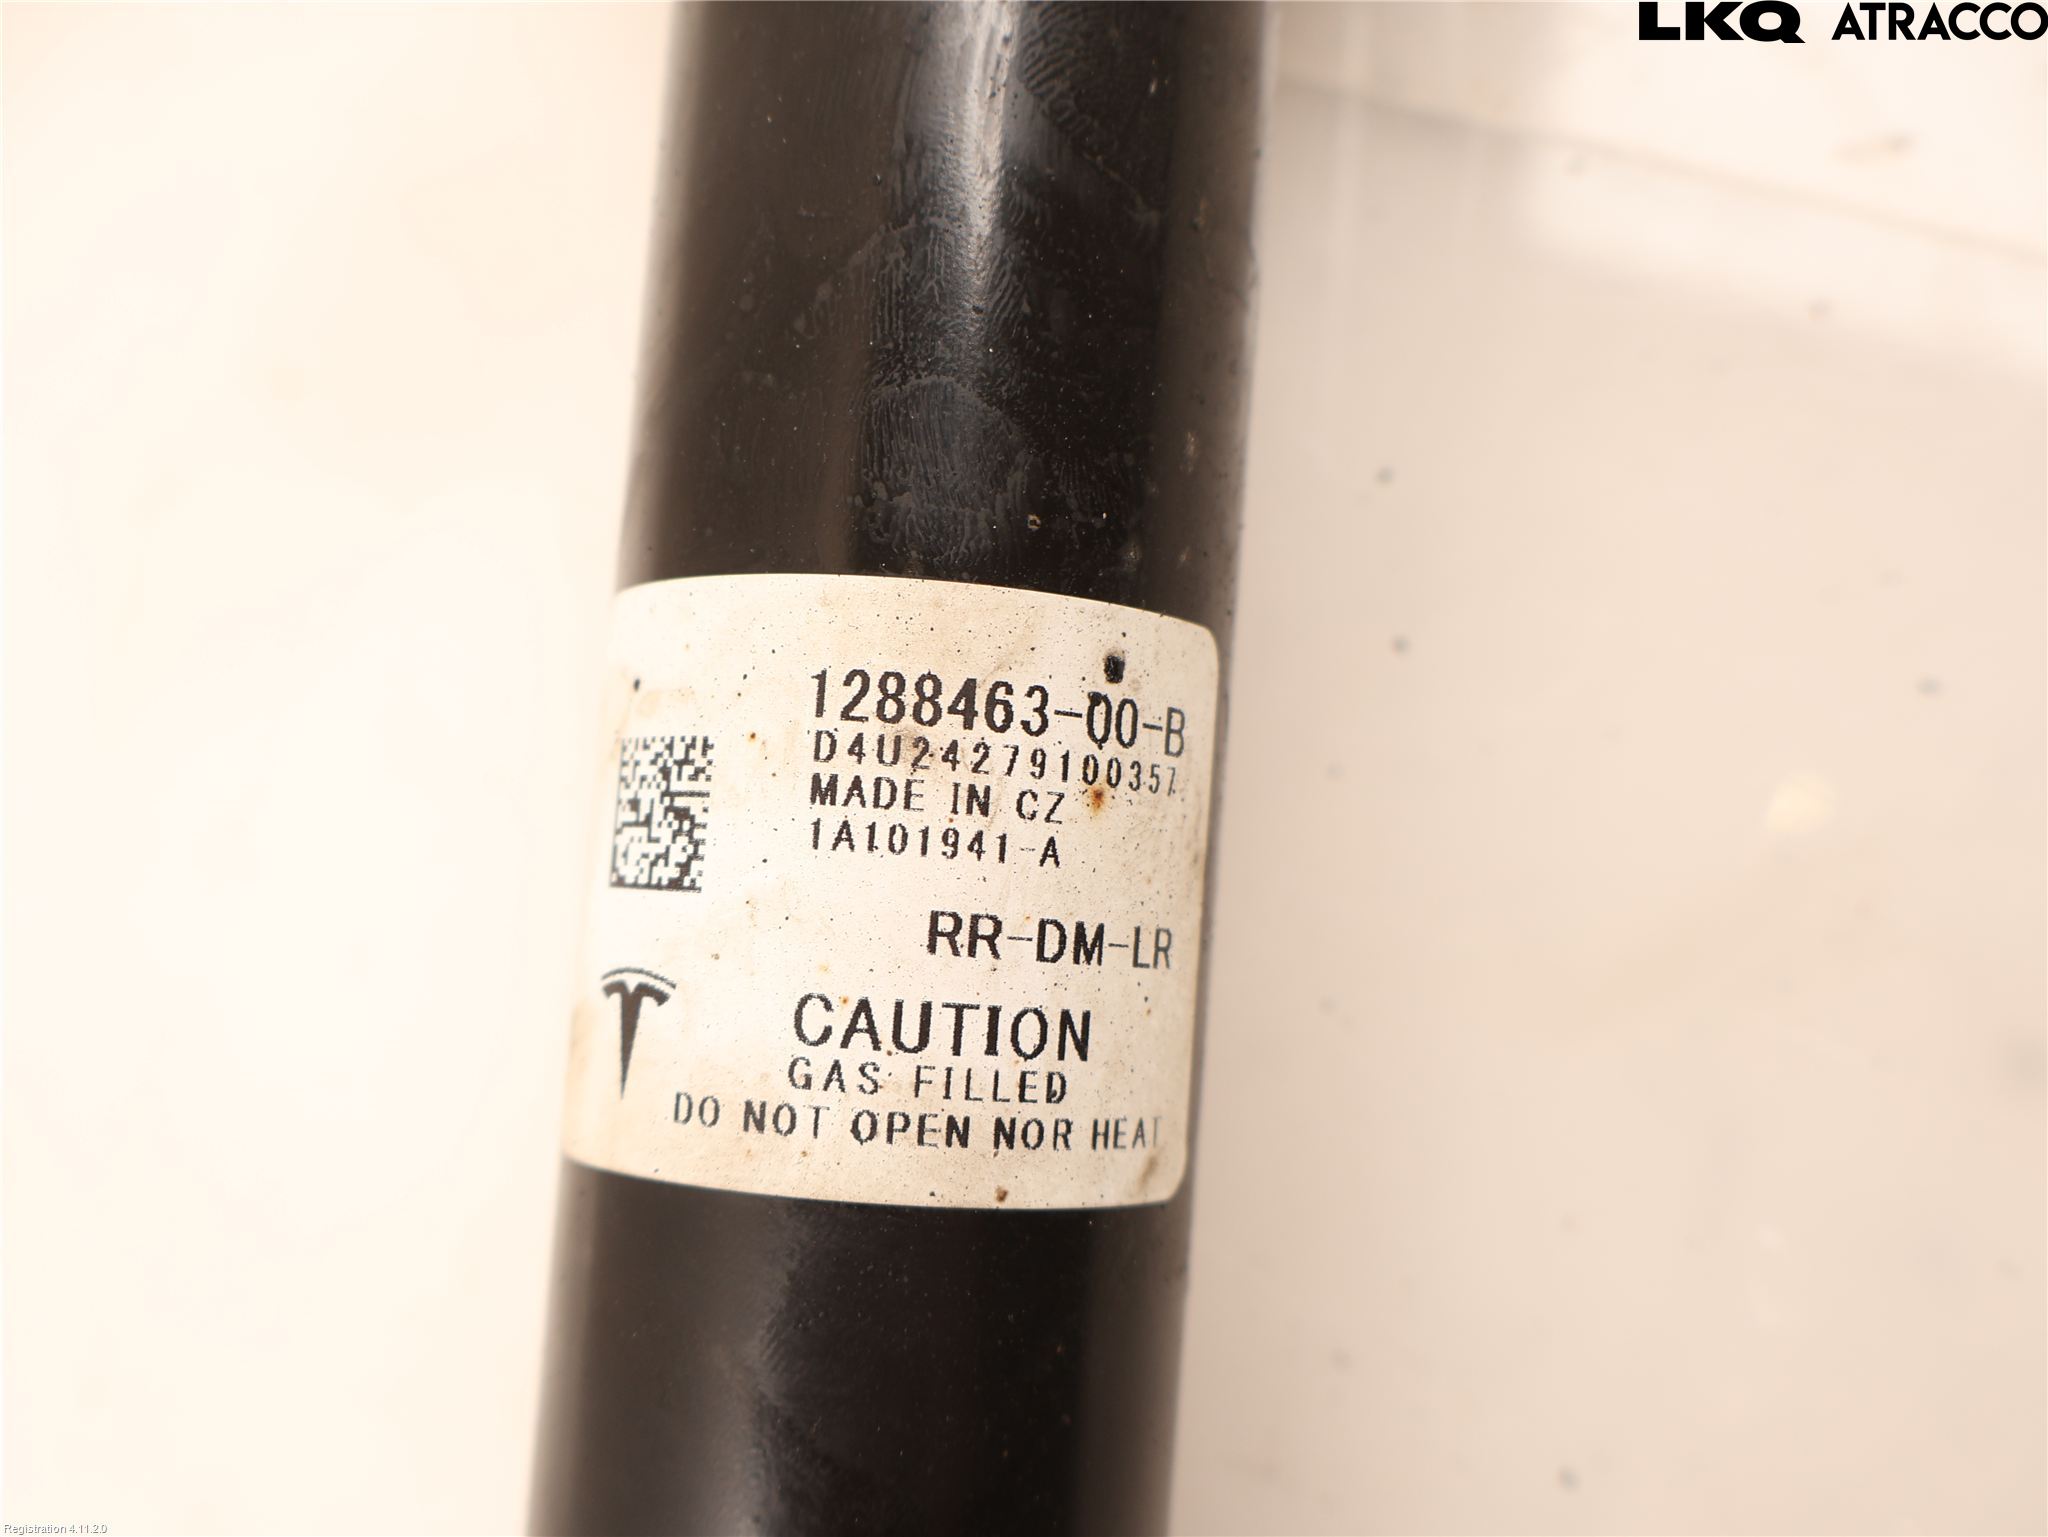 LKQ ATRACCO
1288463-00-B
D4U24279100357
MADE IN CZ
1A101941-A
RR-DM-LR
CAUTION
GAS FILLED
DO NOT OPEN NOR HEAT
Registration 4.11.2.0